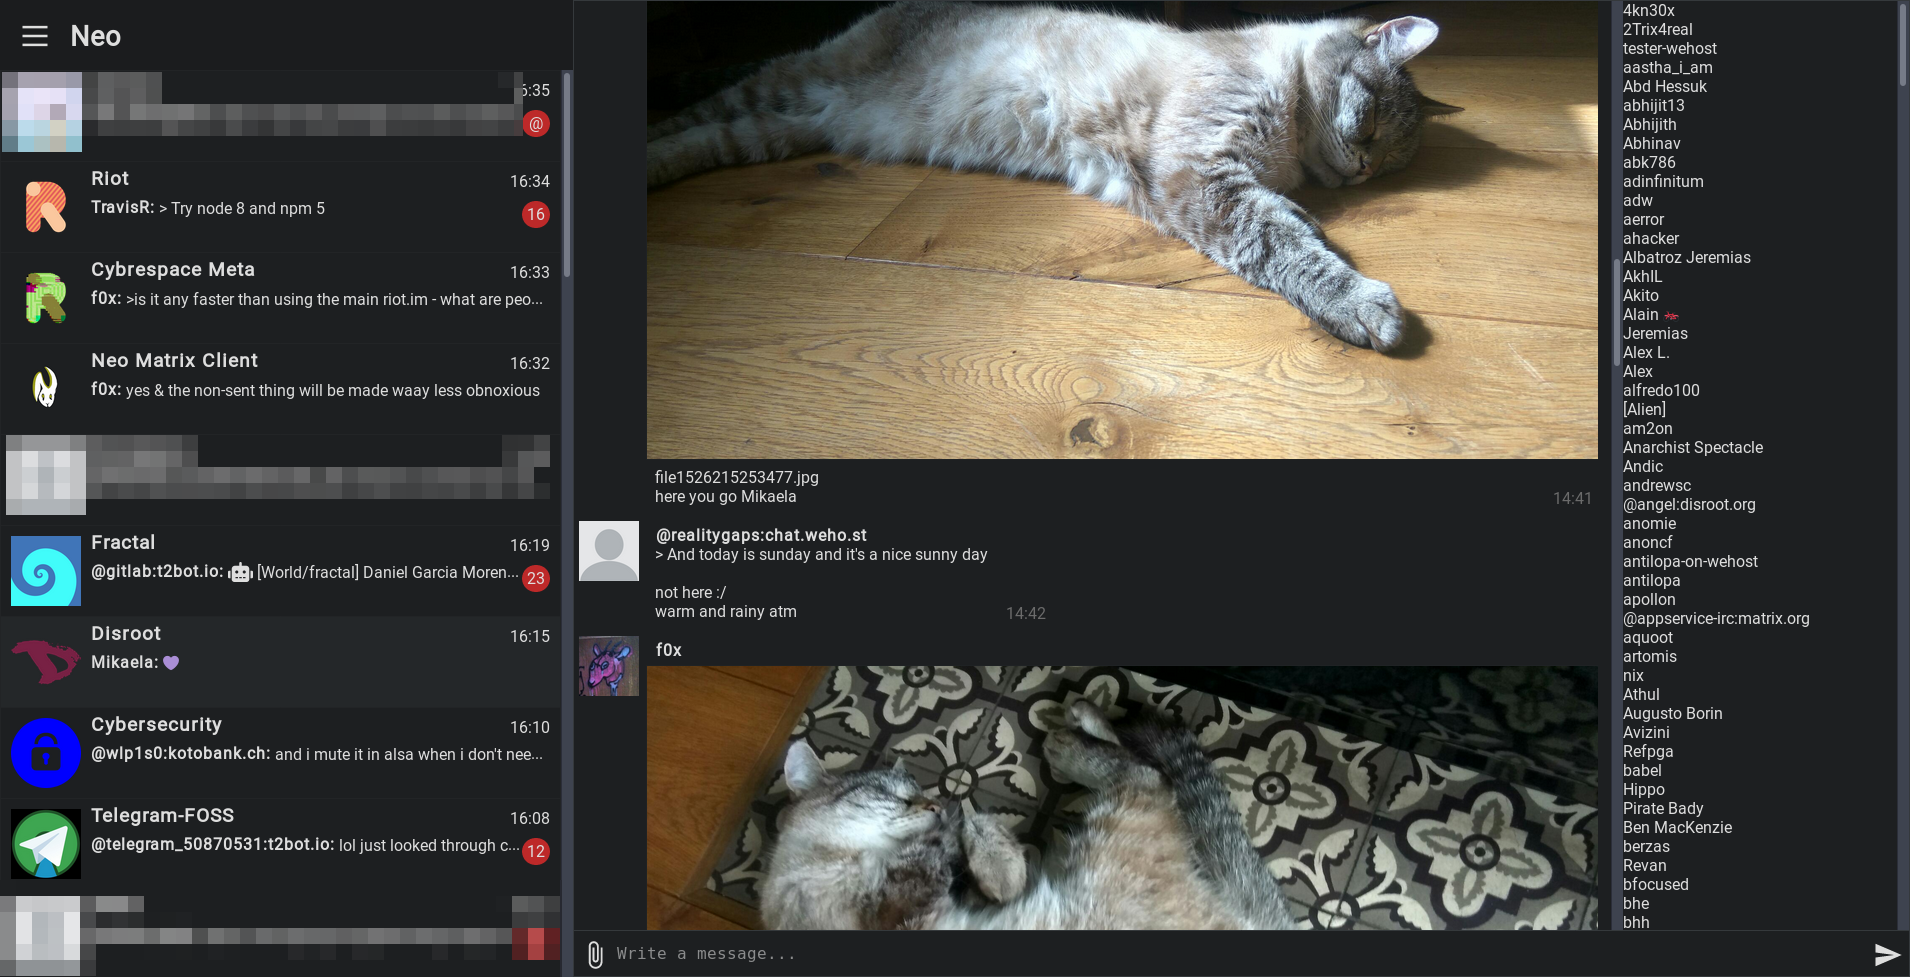 Neo
6:35
@
Riot
16:34
TravisR: > Try node 8 and npm 5
16
Cybrespace Meta
16:33
f0x: >is it any faster than using the main riot.im - what are peo...
Neo Matrix Client
16:32
f0x: yes & the non-sent thing will be made waay less obnoxious
Fractal
16:19
@gitlab:t2bot.io: [World/fractal] Daniel Garcia Moren...
23
Disroot
16:15
Mikaela: 💜
Cybersecurity
16:10
@wlp1s0:kotobank.ch: and i mute it in alsa when i don't nee...
Telegram-FOSS
16:08
@telegram_50870531:t2bot.io: lol just looked through c...
12
file1526215253477.jpg
here you go Mikaela
14:41
@realitygaps:chat.weho.st
> And today is sunday and it's a nice sunny day
not here :/
warm and rainy atm
14:42
f0x
Write a message...
4kn30x
2Trix4real
tester-wehost
aastha_i_am
Abd Hessuk
abhijit13
Abhijith
Abhinav
abk786
adinfinitum
adw
aerror
ahacker
Albatroz Jeremias
AkhIL
Akito
Alain
Jeremias
Alex L.
Alex
alfredo100
[Alien]
am2on
Anarchist Spectacle
Andic
andrewsc
@angel:disroot.org
anomie
anoncf
antilopa-on-wehost
antilopa
apollon
@appservice-irc:matrix.org
aquoot
artomis
nix
Athul
Augusto Borin
Avizini
Refpga
babel
Hippo
Pirate Bady
Ben MacKenzie
berzas
Revan
bfocused
bhe
bhh